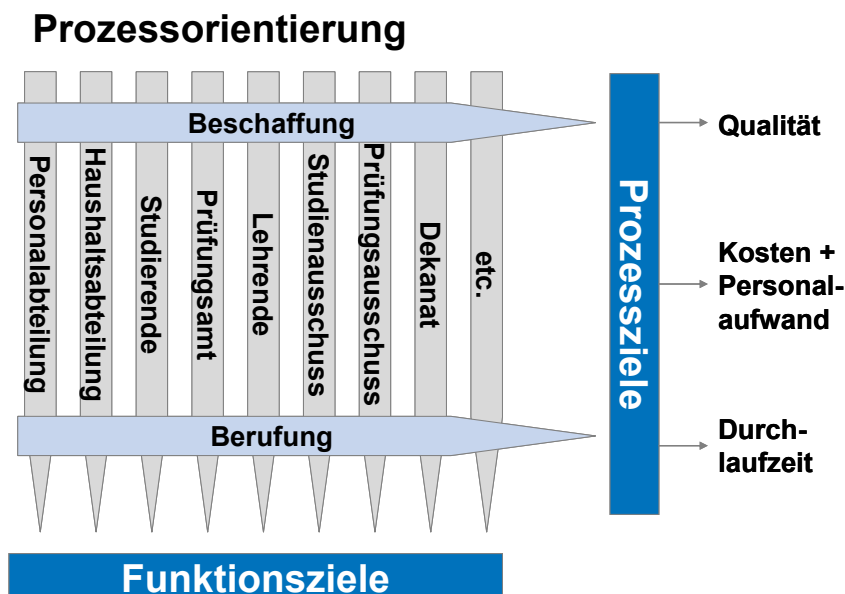 Prozessorientierung
Beschaffung
Personalabteilung
Haushaltsabteilung
Studierende
Prüfungsamt
Lehrende
Studienausschuss
Prüfungsausschuss
Dekanat
etc.
Berufung
Prozessziele
Qualität
Kosten +
Personal-
aufwand
Durch-
laufzeit
Funktionsziele